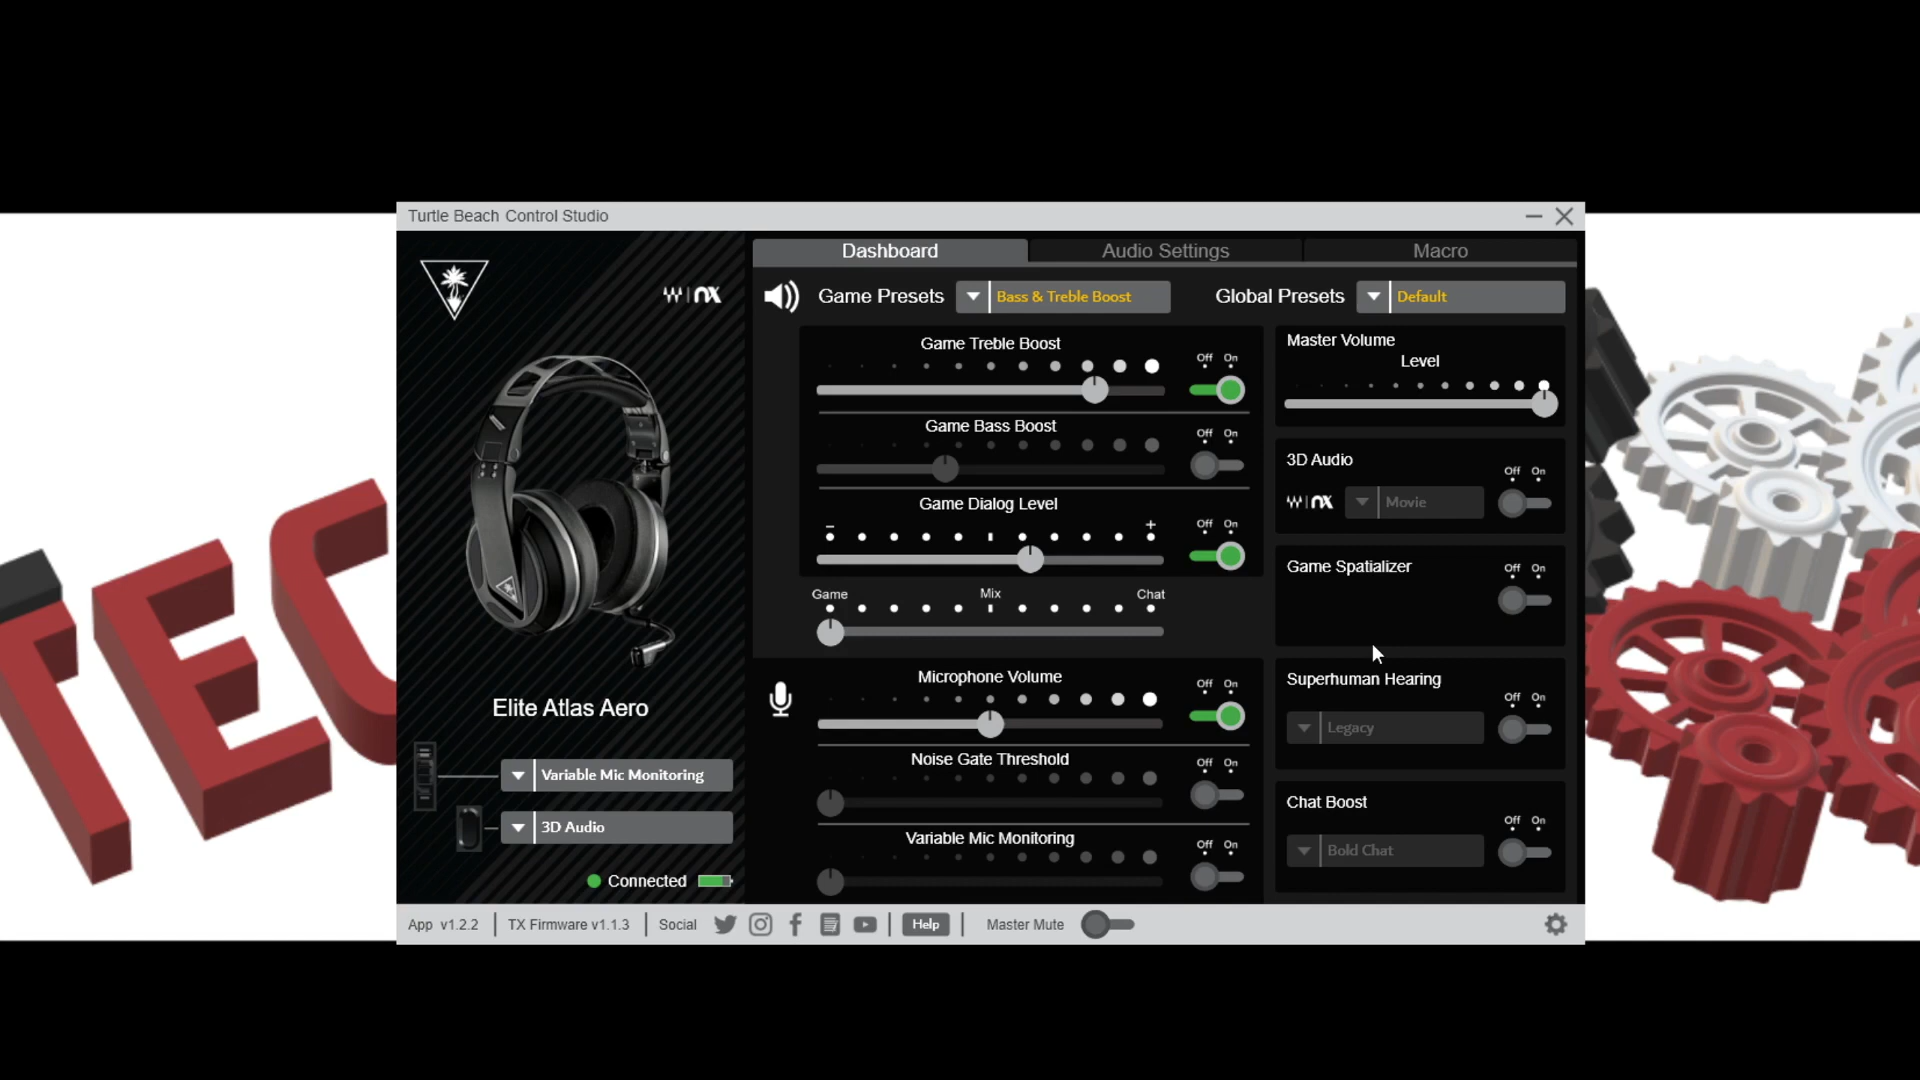 Turtle Beach Control Studio
Dashboard
Audio Settings
Macro
Game Presets
Bass & Treble Boost
Global Presets
Default
Game Treble Boost
Off On
Game Bass Boost
Off On
Game Dialog Level
- +
Off On
Game Mix Chat
Microphone Volume
Off On
Noise Gate Threshold
Off On
Variable Mic Monitoring
Off On
Master Volume
Level
3D Audio
Off On
W|NX
Movie
Game Spatializer
Off On
Superhuman Hearing
Off On
Legacy
Chat Boost
Off On
Bold Chat
W|NX
Elite Atlas Aero
Variable Mic Monitoring
3D Audio
Connected
App v1.2.2
TX Firmware v1.1.3
Social
Help
Master Mute
TEC